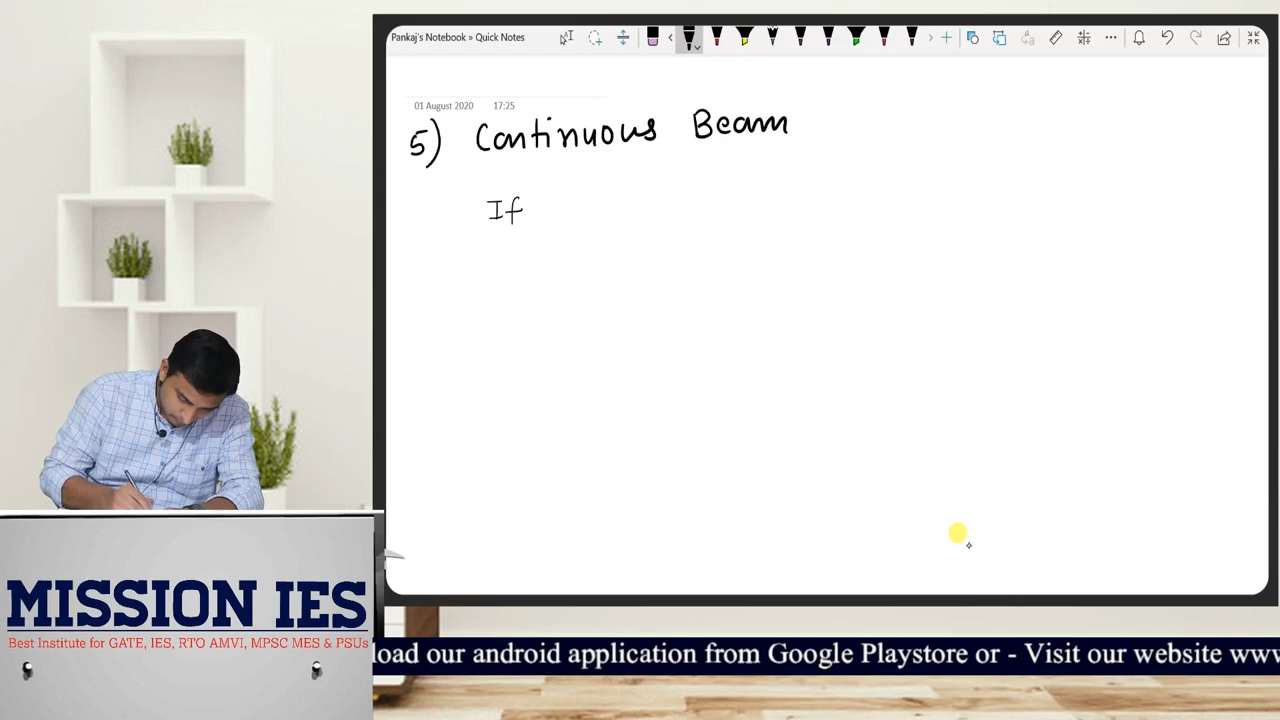 Pankaj's Notebook » Quick Notes
01 August 2020 17:25
5) Continuous Beam
If
MISSION IES
Best Institute for GATE, IES, RTO AMVI, MPSC MES & PSUs
load our android application from Google Playstore or - Visit our website www